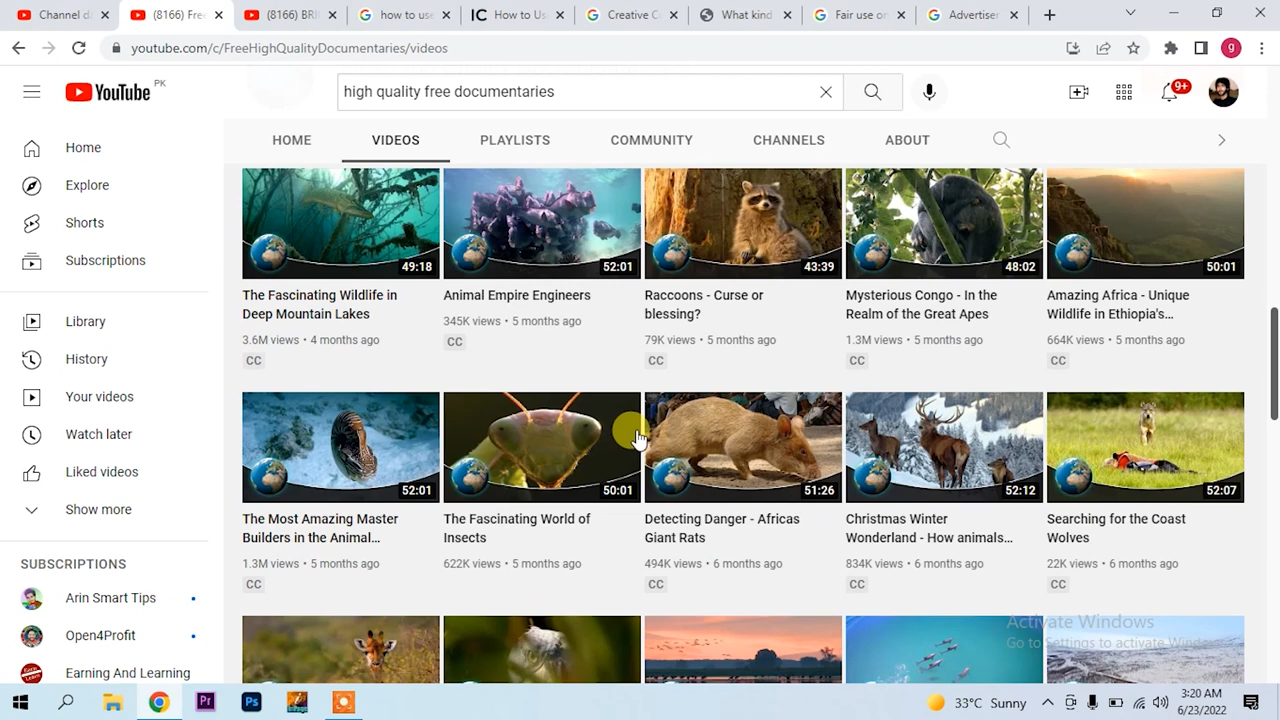 Channel da
(8166) Free
(8166) BRI
how to use
How to Us
Creative Co
What kind
Fair use on
Advertiser
youtube.com/c/FreeHighQualityDocumentaries/videos
YouTube PK
high quality free documentaries
9+
HOME
VIDEOS
PLAYLISTS
COMMUNITY
CHANNELS
ABOUT
Home
Explore
Shorts
Subscriptions
Library
History
Your videos
Watch later
Liked videos
Show more
SUBSCRIPTIONS
Arin Smart Tips
Open4Profit
Earning And Learning
49:18
52:01
43:39
48:02
50:01
The Fascinating Wildlife in
Deep Mountain Lakes
3.6M views • 4 months ago
CC
Animal Empire Engineers
345K views • 5 months ago
CC
Raccoons - Curse or
blessing?
79K views • 5 months ago
CC
Mysterious Congo - In the
Realm of the Great Apes
1.3M views • 5 months ago
CC
Amazing Africa - Unique
Wildlife in Ethiopia's...
664K views • 5 months ago
CC
52:01
50:01
51:26
52:12
52:07
The Most Amazing Master
Builders in the Animal...
1.3M views • 5 months ago
CC
The Fascinating World of
Insects
622K views • 5 months ago
Detecting Danger - Africas
Giant Rats
494K views • 6 months ago
CC
Christmas Winter
Wonderland - How animals...
834K views • 6 months ago
CC
Searching for the Coast
Wolves
22K views • 6 months ago
CC
Activate Windows
Go to Settings to activate Windows.
Pr
Ps
33°C Sunny
3:20 AM
6/23/2022